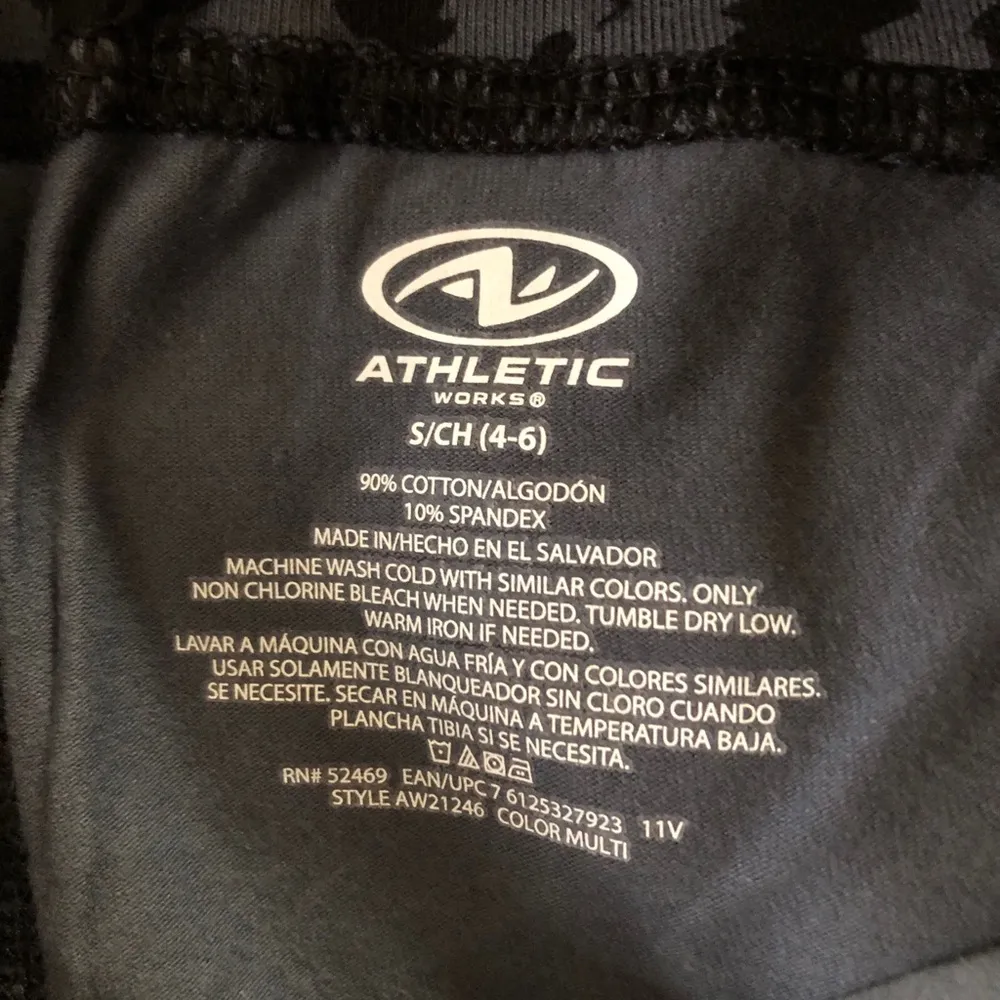 ATHLETIC
WORKS®
S/CH (4-6)
90% COTTON/ALGODÓN
10% SPANDEX
MADE IN/HECHO EN EL SALVADOR
MACHINE WASH COLD WITH SIMILAR COLORS. ONLY
NON CHLORINE BLEACH WHEN NEEDED. TUMBLE DRY LOW.
WARM IRON IF NEEDED.
LAVAR A MÁQUINA CON AGUA FRÍA Y CON COLORES SIMILARES.
USAR SOLAMENTE BLANQUEADOR SIN CLORO CUANDO
SE NECESITE. SECAR EN MÁQUINA A TEMPERATURA BAJA.
PLANCHA TIBIA SI SE NECESITA.
RN# 52469 EAN/UPC 7 6125327923 11V
STYLE AW21246 COLOR MULTI